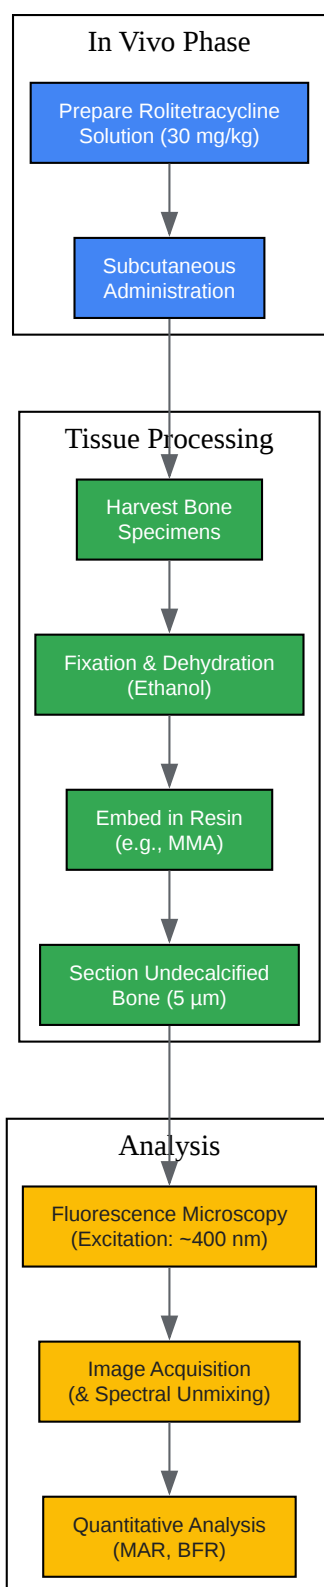 In Vivo Phase
Prepare Rolitetracycline
Solution (30 mg/kg)
Subcutaneous
Administration
Tissue Processing
Harvest Bone
Specimens
Fixation & Dehydration
(Ethanol)
Embed in Resin
(e.g., MMA)
Section Undecalcified
Bone (5 µm)
Analysis
Fluorescence Microscopy
(Excitation: ~400 nm)
Image Acquisition
(& Spectral Unmixing)
Quantitative Analysis
(MAR, BFR)